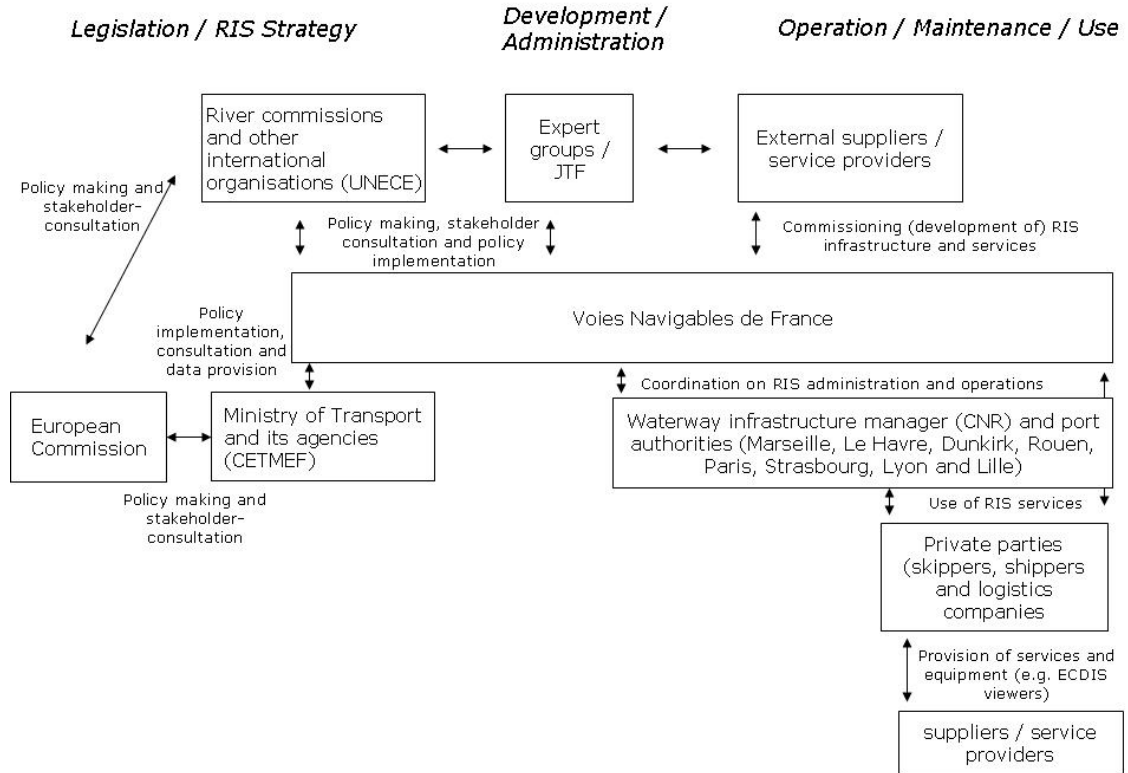 Legislation / RIS Strategy
Development /
Administration
Operation / Maintenance / Use
River commissions
and other
international
organisations (UNECE)
Expert
groups /
JTF
External suppliers /
service providers
Policy making and
stakeholder-
consultation
Policy making, stakeholder
consultation and policy
implementation
Commissioning (development of) RIS
infrastructure and services
Voies Navigables de France
Policy
implementation,
consultation and
data provision
Coordination on RIS administration and operations
European
Commission
Ministry of Transport
and its agencies
(CETMEF)
Waterway infrastructure manager (CNR) and port
authorities (Marseille, Le Havre, Dunkirk, Rouen,
Paris, Strasbourg, Lyon and Lille)
Policy making and
stakeholder-
consultation
Use of RIS services
Private parties
(skippers, shippers
and logistics
companies
Provision of services and
equipment (e.g. ECDIS
viewers)
suppliers / service
providers